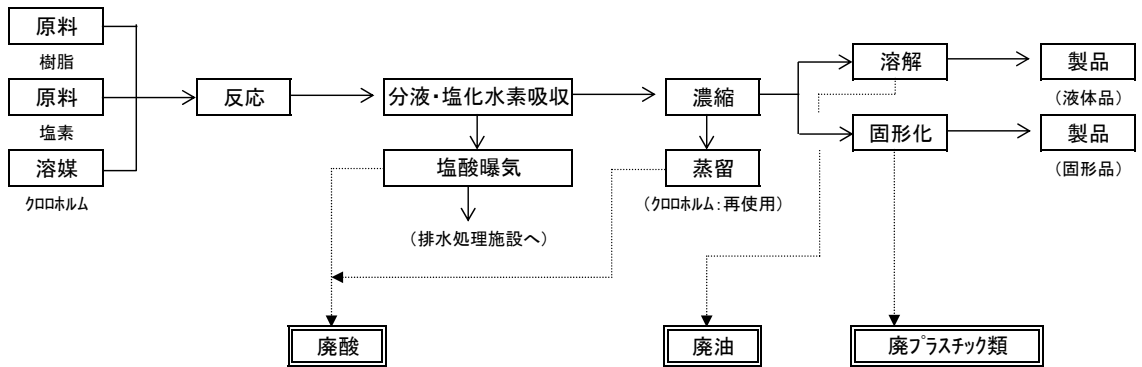 原料
樹脂
原料
塩素
溶媒
クロロホルム
反応
分液・塩化水素吸収
塩酸曝気
(排水処理施設へ)
濃縮
蒸留
(クロロホルム:再使用)
溶解
製品
(液体品)
固形化
製品
(固形品)
廃酸
廃油
廃プラスチック類